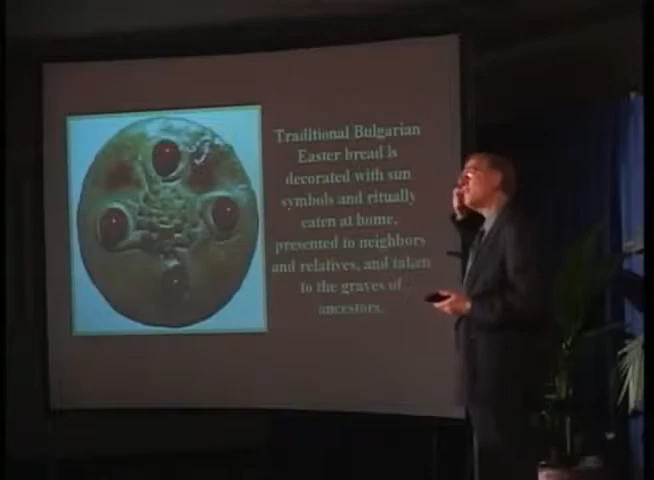 Traditional Bulgarian
Easter bread is
decorated with sun
symbols and ritually
eaten at home,
presented to neighbors
and relatives, and taken
to the graves of
ancestors.